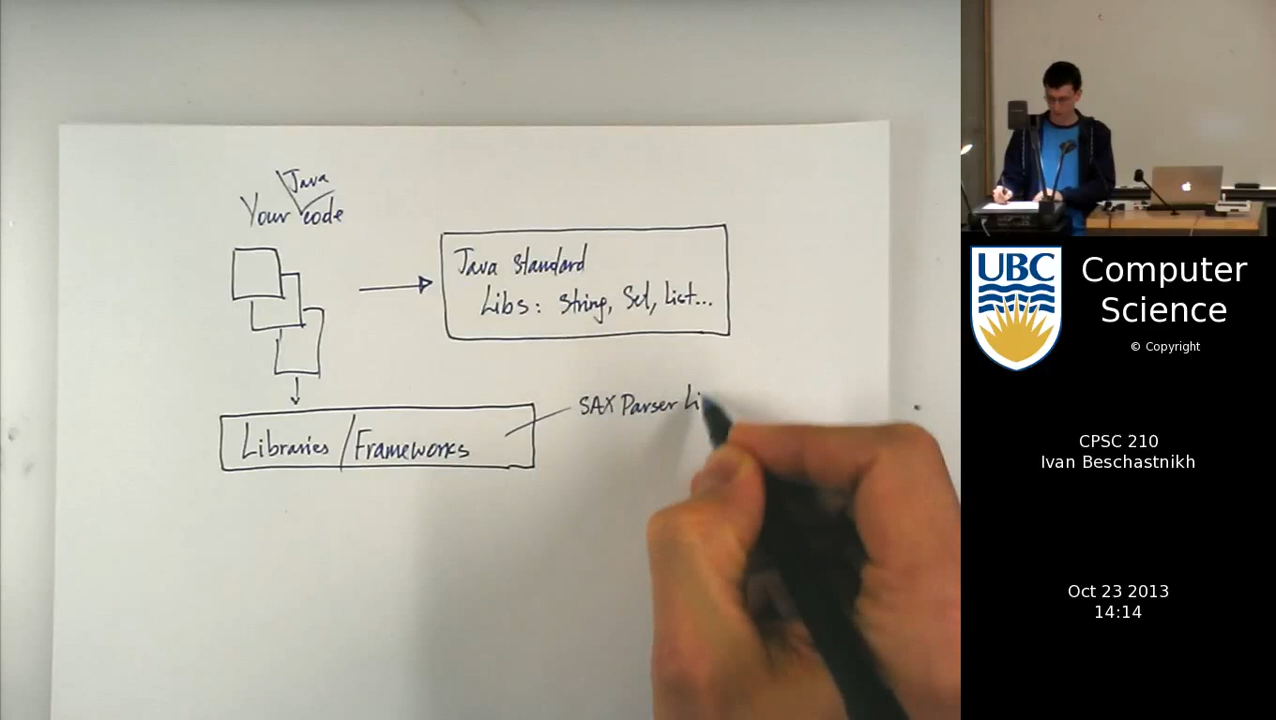 Java
Your code
Java Standard
Libs: String, Set, List...
SAX Parser Li
Libraries/Frameworks
UBC
Computer
Science
© Copyright
CPSC 210
Ivan Beschastnikh
Oct 23 2013
14:14